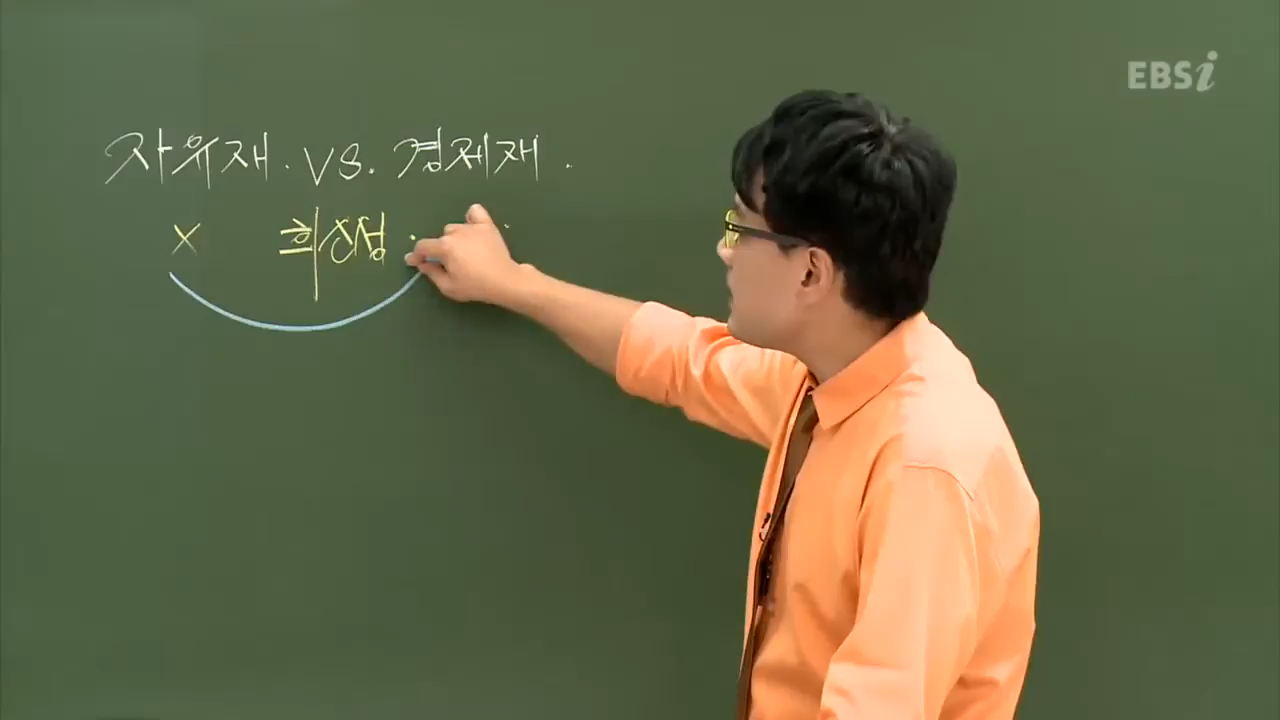 EBSi
자유재 . vs. 경제재 .
x 희소성 .